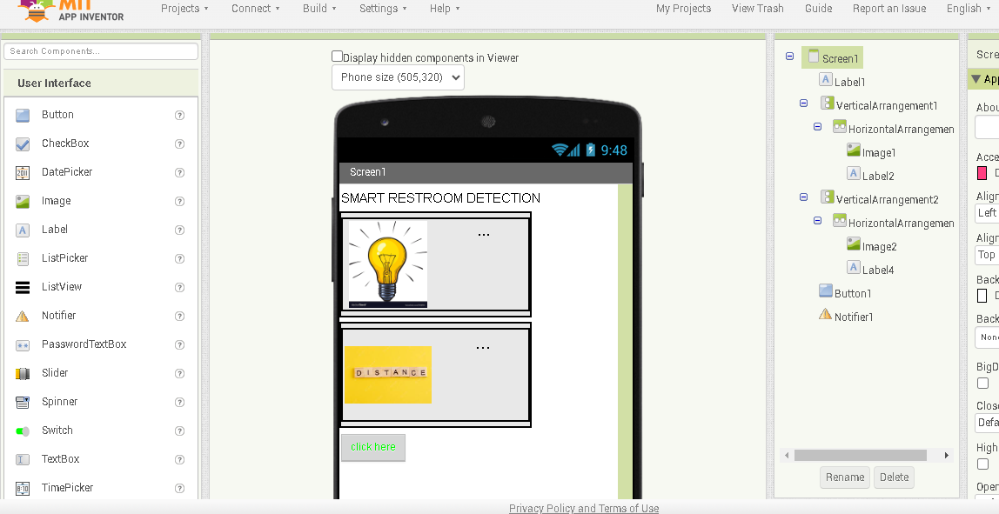 MIT
APP INVENTOR
Projects
Connect
Build
Settings
Help
My Projects
View Trash
Guide
Report an Issue
English
Search Components...
User Interface
Button
CheckBox
DatePicker
Image
Label
ListPicker
ListView
Notifier
PasswordTextBox
Slider
Spinner
Switch
TextBox
TimePicker
Display hidden components in Viewer
Phone size (505,320)
9:48
Screen1
SMART RESTROOM DETECTION
...
DISTANCE
...
click here
Screen1
Label1
VerticalArrangement1
HorizontalArrangemen
Image1
Label2
VerticalArrangement2
HorizontalArrangemen
Image2
Label4
Button1
Notifier1
Rename
Delete
Scre
App
Abou
Acce
D
Align
Left
Align
Top
Back
D
Back
Non
BigD
Close
Defa
High
Open
Privacy Policy and Terms of Use